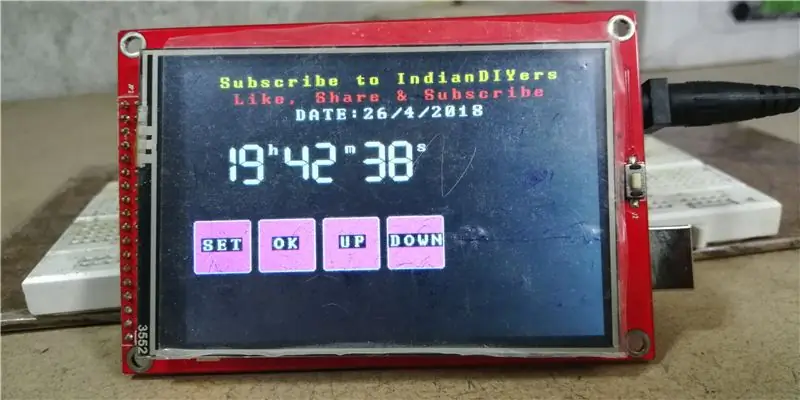 Subscribe to IndianDIYers
Like, Share & Subscribe
DATE:26/4/2018
19h42m38s
SET OK UP DOWN
3552